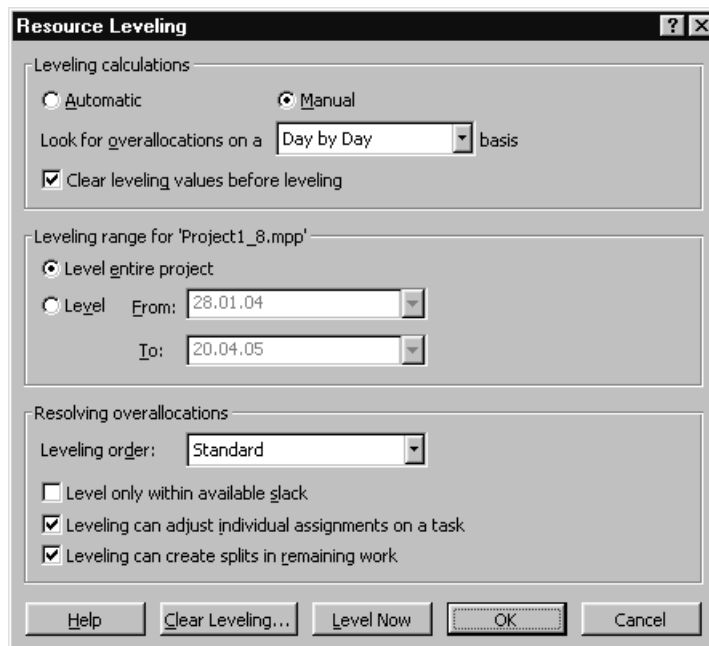 Resource Leveling
Leveling calculations
Automatic Manual
Look for overallocations on a Day by Day basis
Clear leveling values before leveling
Leveling range for 'Project1_8.mpp'
Level entire project
Level From: 28.01.04
To: 20.04.05
Resolving overallocations
Leveling order: Standard
Level only within available slack
Leveling can adjust individual assignments on a task
Leveling can create splits in remaining work
Help Clear Leveling... Level Now OK Cancel